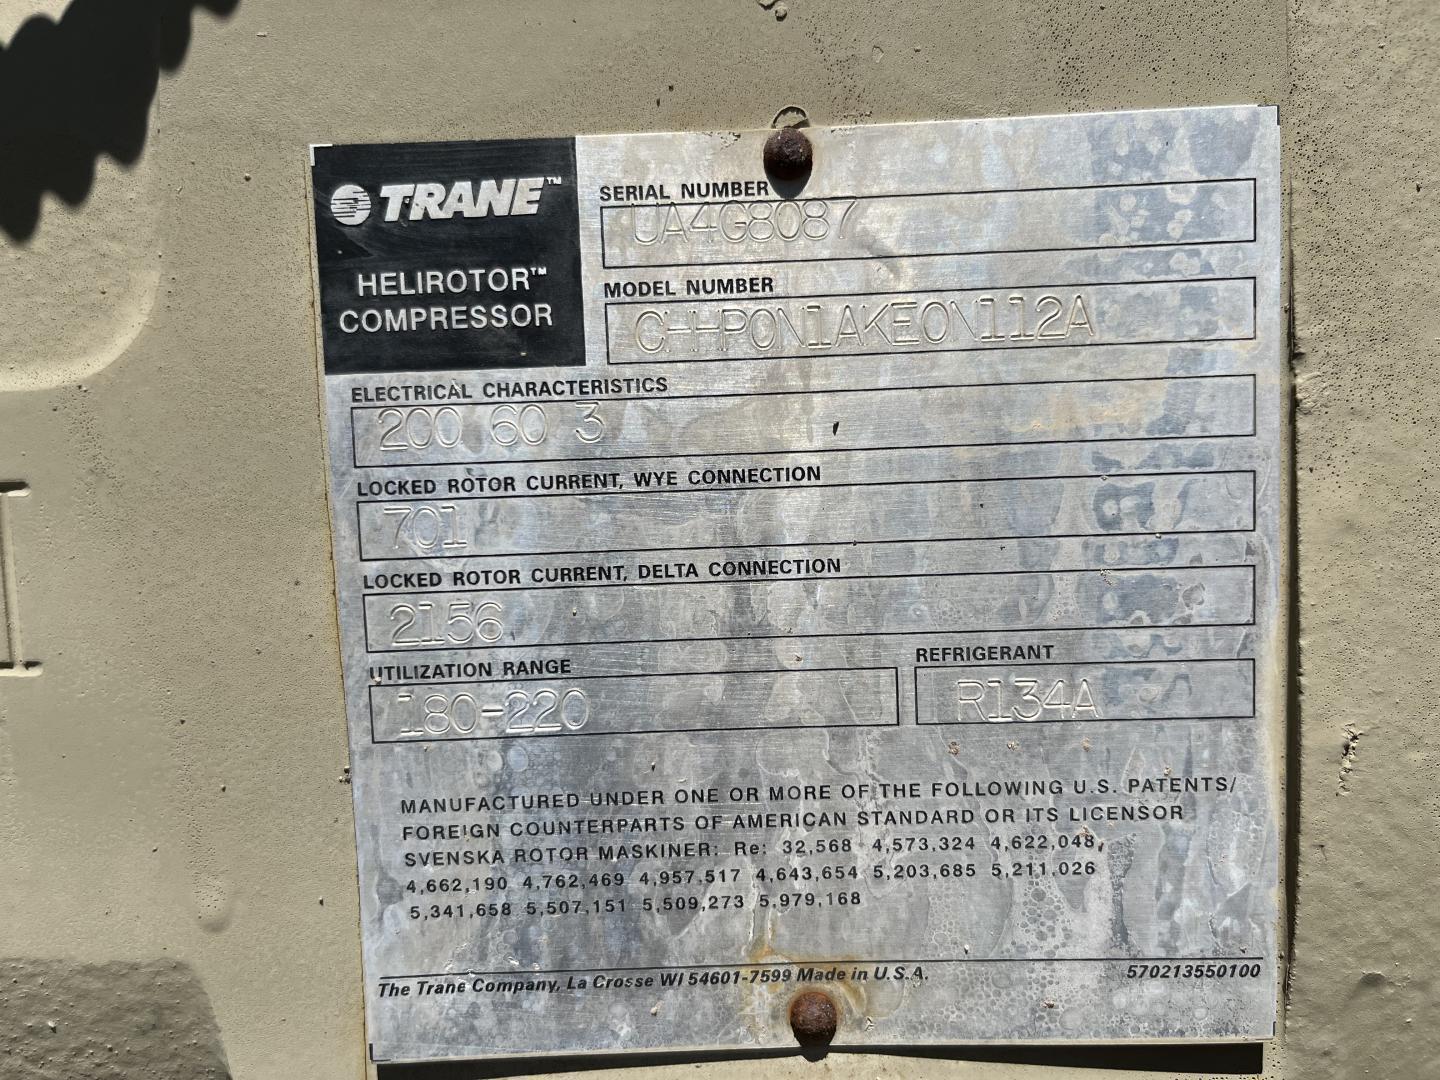 TRANE™
HELIROTOR™
COMPRESSOR
SERIAL NUMBER
UA4G8087
MODEL NUMBER
CHHP0N1AKE0N112A
ELECTRICAL CHARACTERISTICS
200 60 3
LOCKED ROTOR CURRENT, WYE CONNECTION
701
LOCKED ROTOR CURRENT, DELTA CONNECTION
2156
UTILIZATION RANGE
180-220
REFRIGERANT
R134A
MANUFACTURED UNDER ONE OR MORE OF THE FOLLOWING U.S. PATENTS/
FOREIGN COUNTERPARTS OF AMERICAN STANDARD OR ITS LICENSOR
SVENSKA ROTOR MASKINER: Re: 32,568 4,573,324 4,622,048,
4,662,190 4,762,469 4,957,517 4,643,654 5,203,685 5,211,026
5,341,658 5,507,151 5,509,273 5,979,168
The Trane Company, La Crosse WI 54601-7599 Made in U.S.A. 570213550100